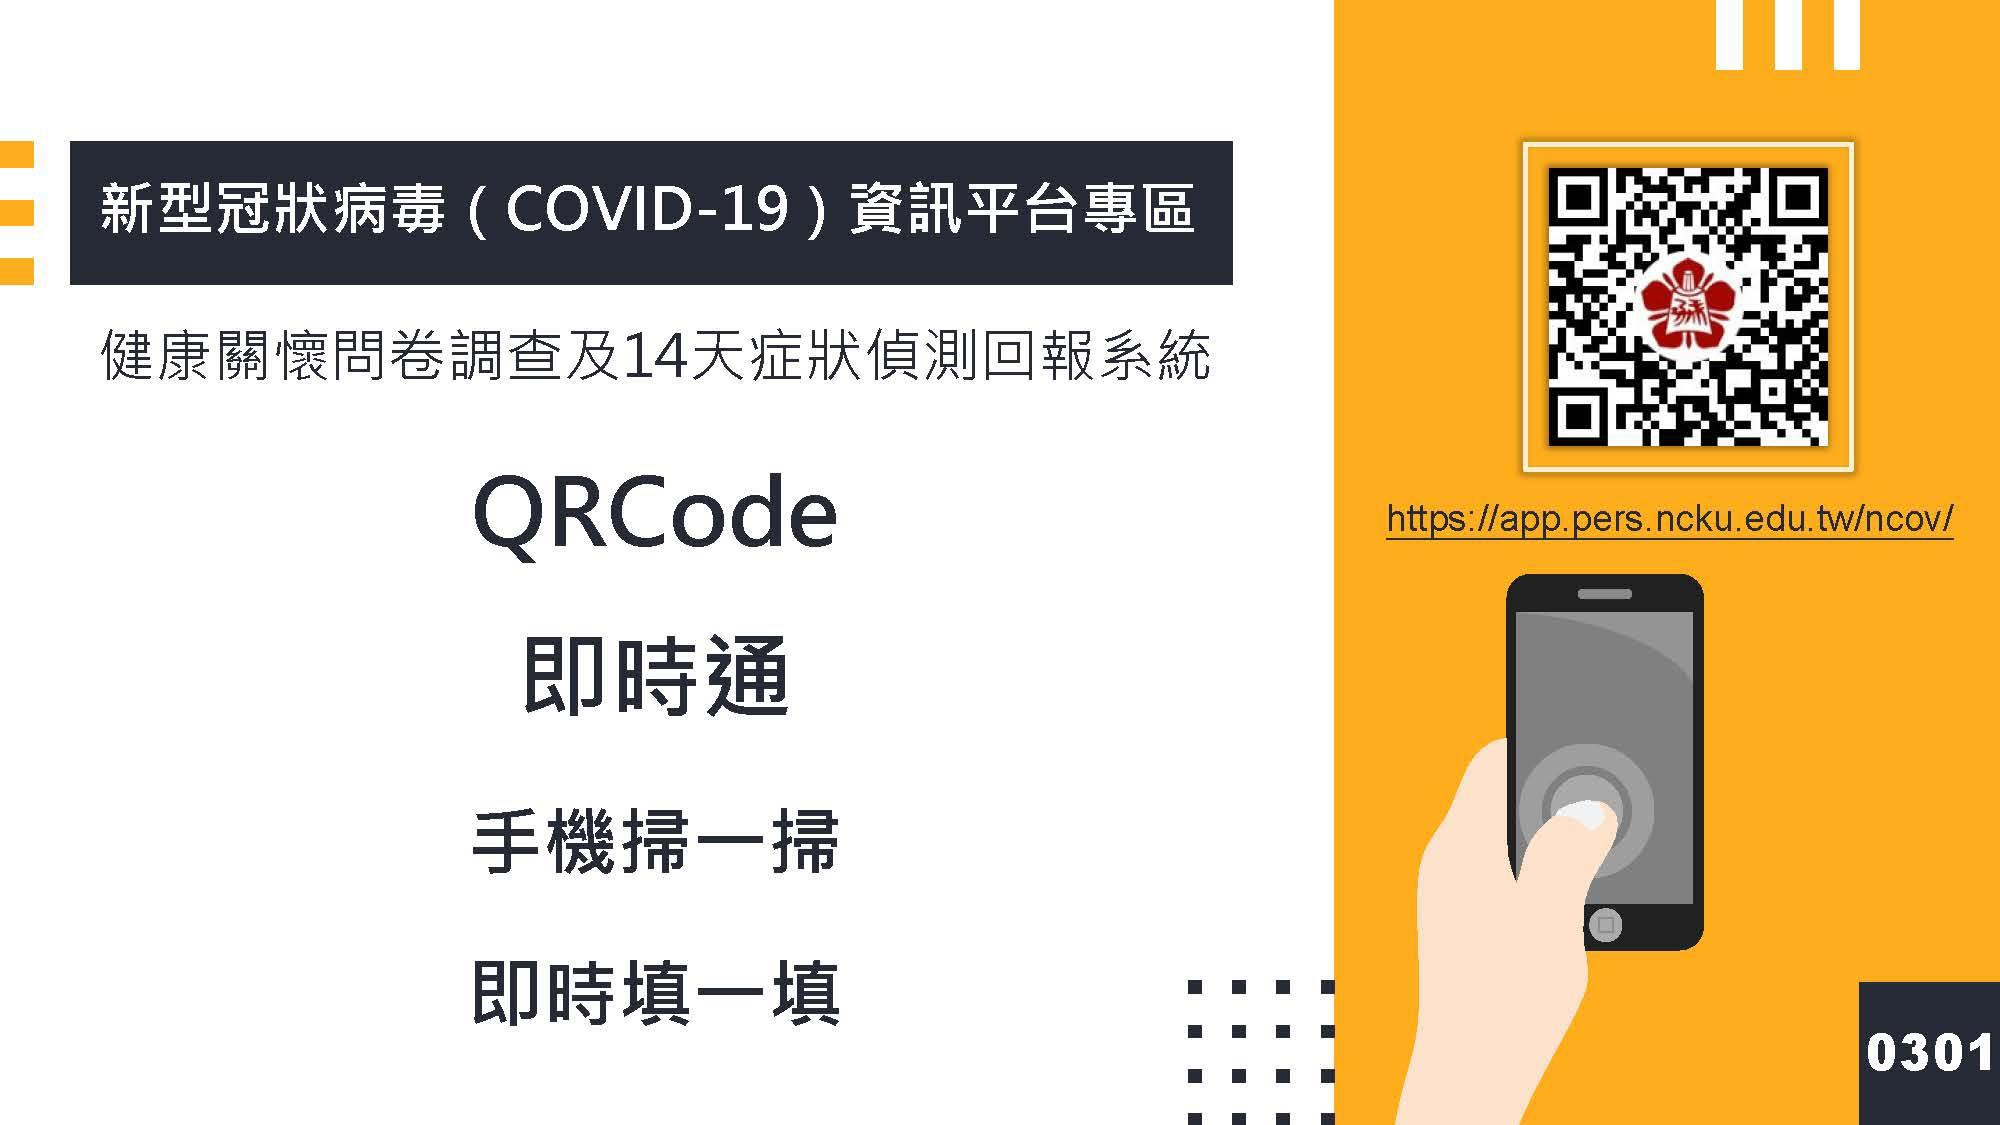 新型冠狀病毒（COVID-19）資訊平台專區
健康關懷問卷調查及14天症狀偵測回報系統
QRCode
即時通
手機掃一掃
即時填一填
https://app.pers.ncku.edu.tw/ncov/
0301